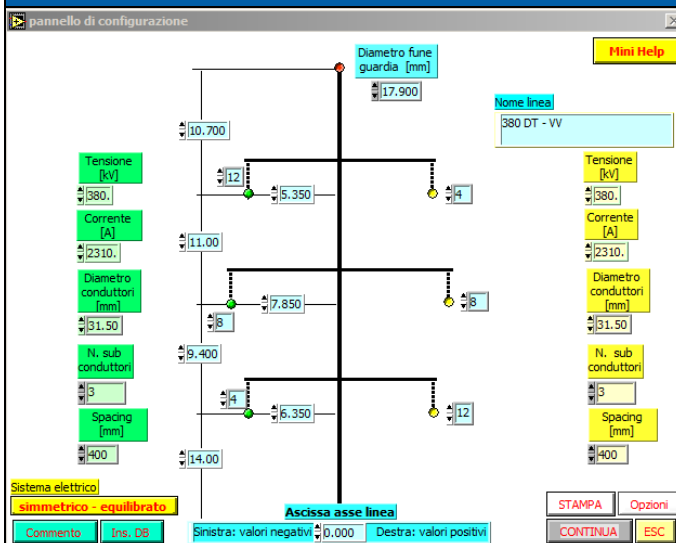 pannello di configurazione
Diametro fune
guardia [mm]
17.900
Mini Help
Nome linea
380 DT - VV
10.700
Tensione
[kV]
380.
12
5.350
4
Tensione
[kV]
380.
Corrente
[A]
2310.
11.00
Corrente
[A]
2310.
Diametro
conduttori
[mm]
31.50
7.850
8
8
Diametro
conduttori
[mm]
31.50
N. sub
conduttori
3
9.400
N. sub
conduttori
3
4
6.350
12
Spacing
[mm]
400
14.00
Spacing
[mm]
400
Sistema elettrico
simmetrico - equilibrato
Commento
Ins. DB
Ascissa asse linea
Sinistra: valori negativi 0.000 Destra: valori positivi
STAMPA
Opzioni
CONTINUA
ESC